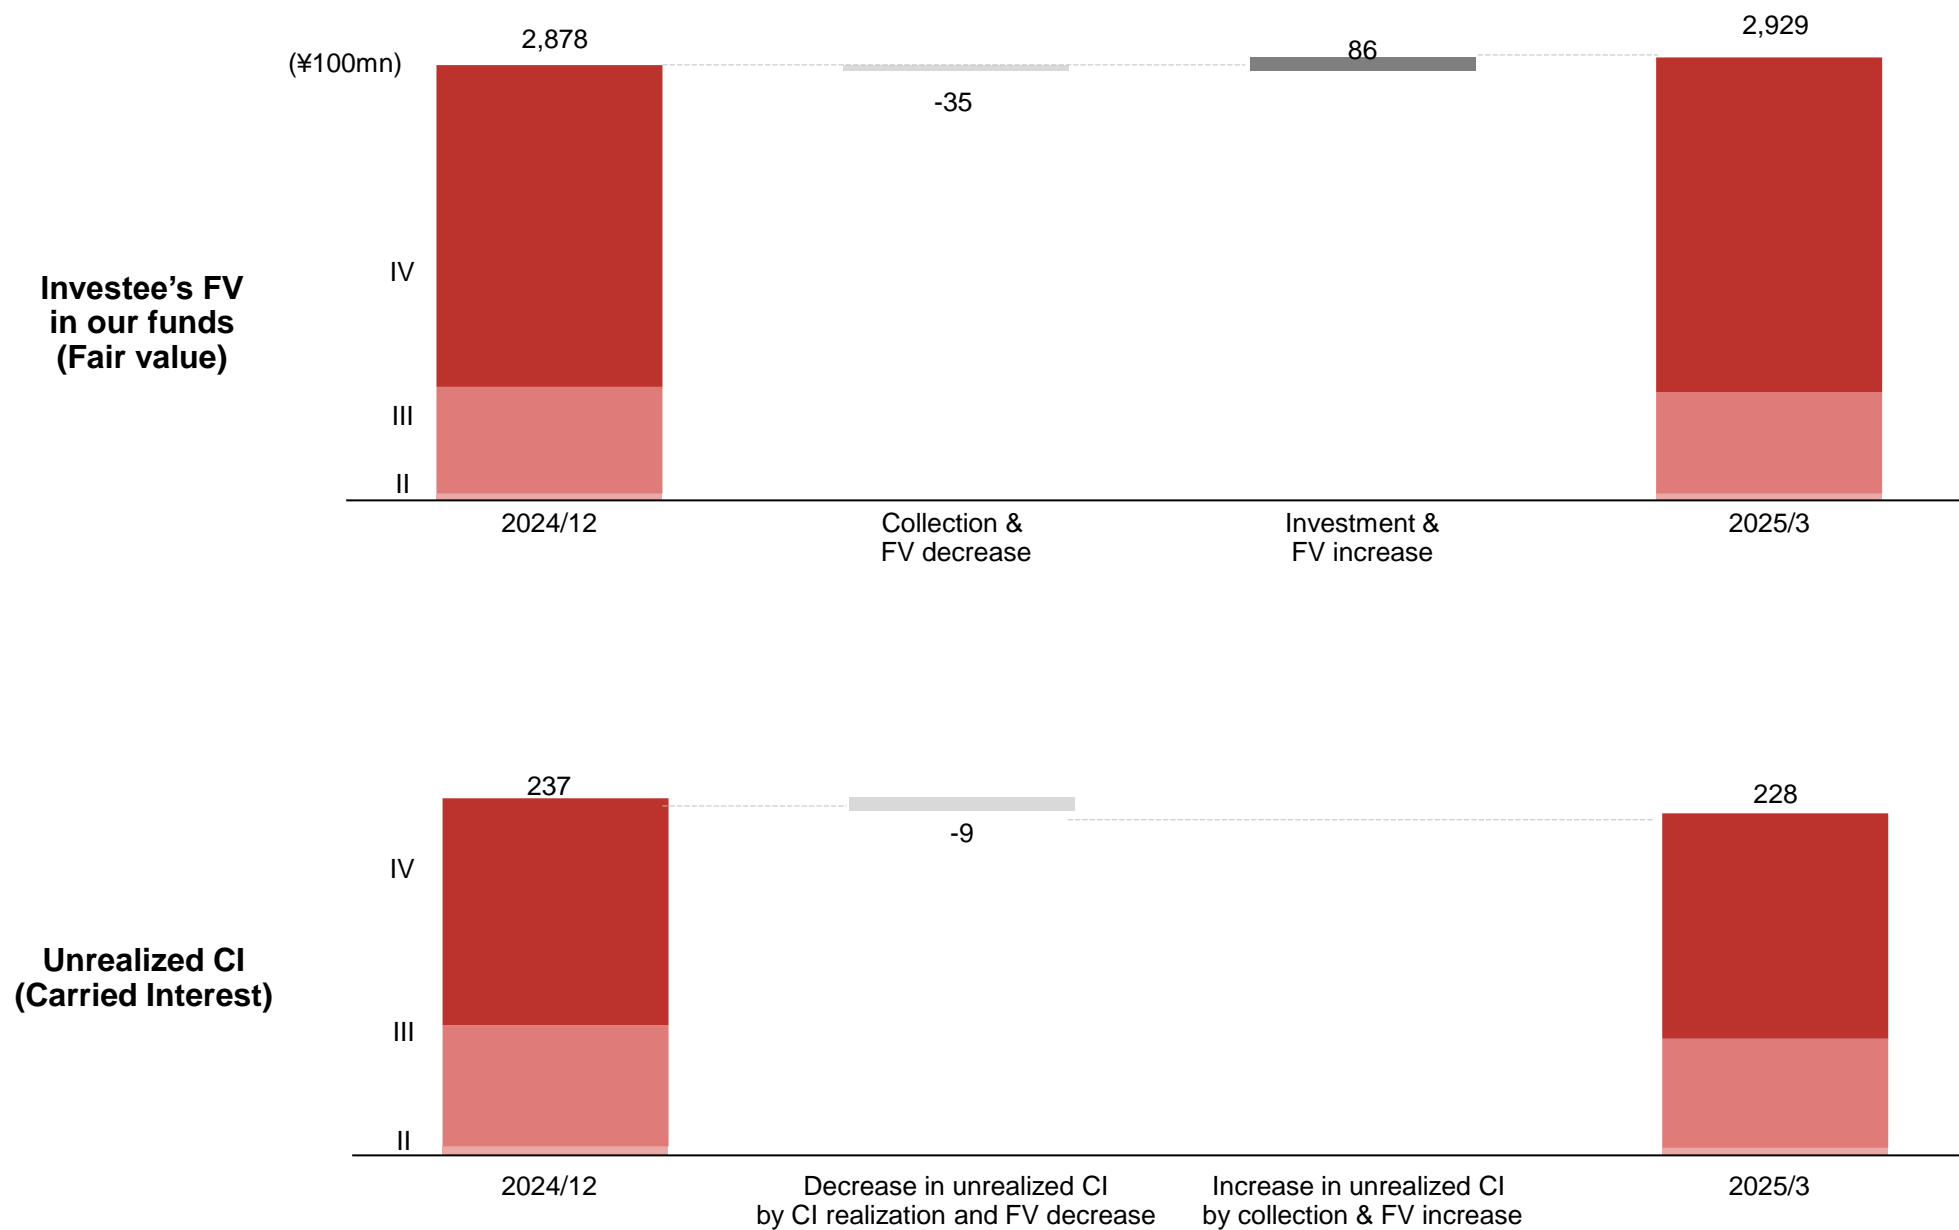 2,878
86
2,929
(¥100mn)
-35
Investee’s FV
in our funds
(Fair value)
IV
III
II
2024/12
Collection &
FV decrease
Investment &
FV increase
2025/3
237
228
-9
Unrealized CI
(Carried Interest)
IV
III
II
2024/12
Decrease in unrealized CI
by CI realization and FV decrease
Increase in unrealized CI
by collection & FV increase
2025/3